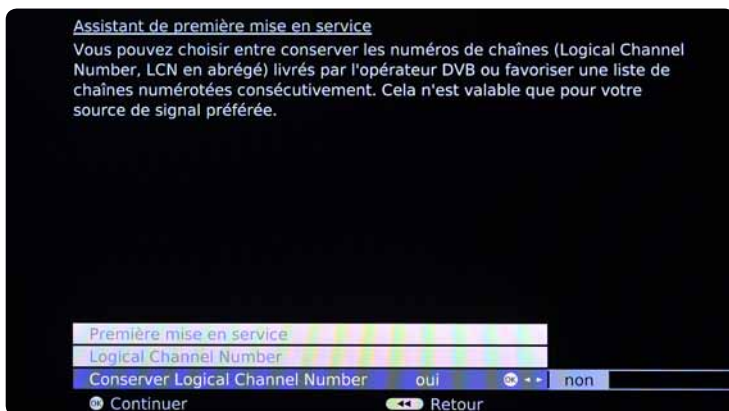 Assistant de première mise en service
Vous pouvez choisir entre conserver les numéros de chaînes (Logical Channel
Number, LCN en abrégé) livrés par l'opérateur DVB ou favoriser une liste de
chaînes numérotées consécutivement. Cela n'est valable que pour votre
source de signal préférée.
Première mise en service
Logical Channel Number
Conserver Logical Channel Number oui OK non
OK Continuer Retour